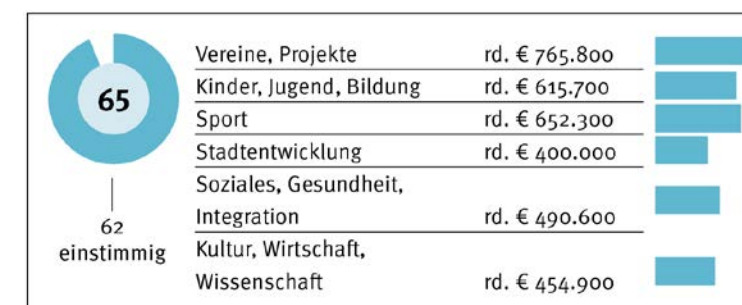 65
62
einstimmig
Vereine, Projekte rd. € 765.800
Kinder, Jugend, Bildung rd. € 615.700
Sport rd. € 652.300
Stadtentwicklung rd. € 400.000
Soziales, Gesundheit,
Integration rd. € 490.600
Kultur, Wirtschaft,
Wissenschaft rd. € 454.900